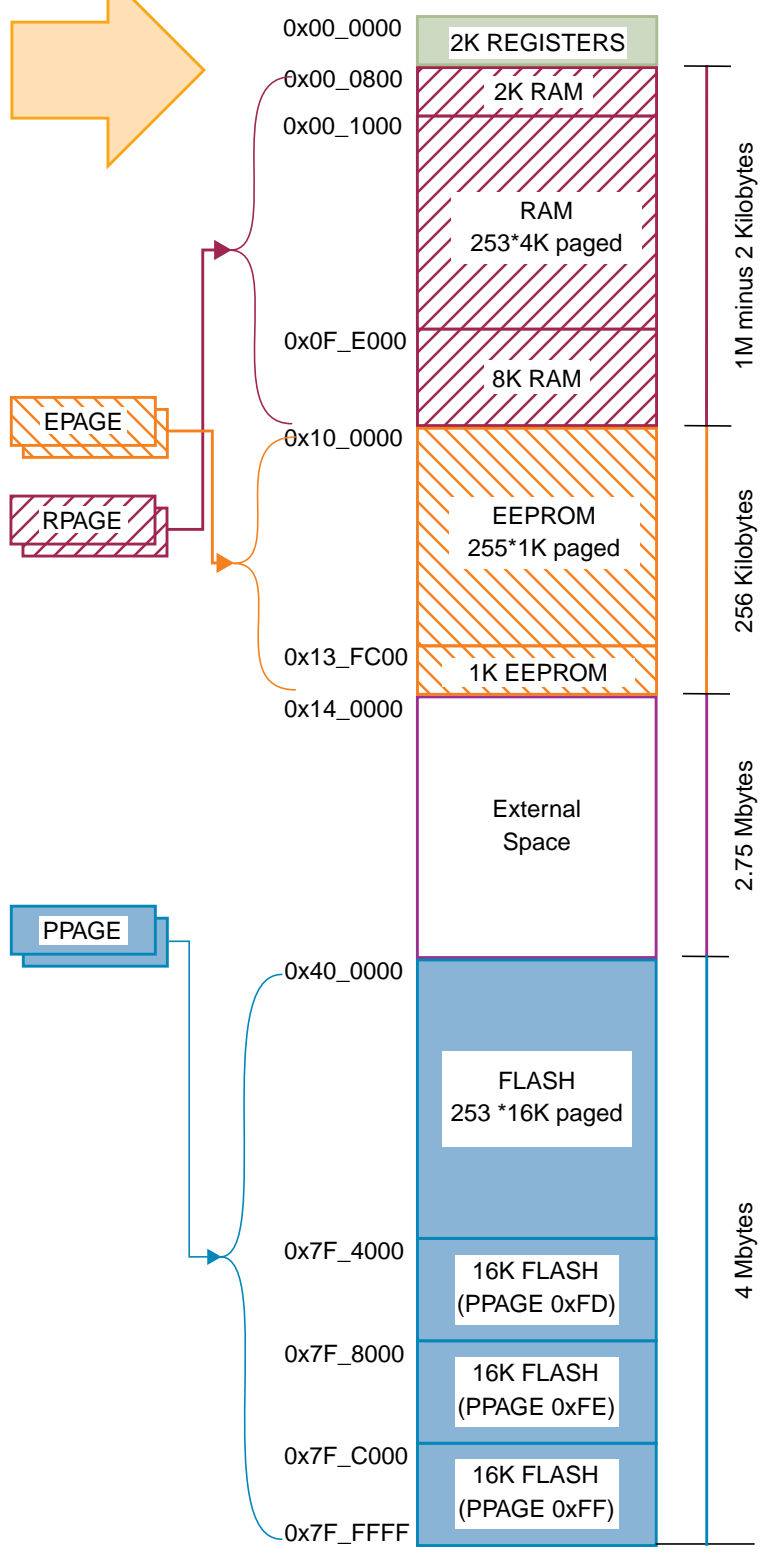 0x00_0000
2K REGISTERS
0x00_0800
2K RAM
0x00_1000
RAM
253*4K paged
1M minus 2 Kilobytes
0x0F_E000
8K RAM
EPAGE
0x10_0000
RPAGE
EEPROM
255*1K paged
256 Kilobytes
0x13_FC00
1K EEPROM
0x14_0000
External
Space
2.75 Mbytes
PPAGE
0x40_0000
FLASH
253 *16K paged
4 Mbytes
0x7F_4000
16K FLASH
(PPAGE 0xFD)
0x7F_8000
16K FLASH
(PPAGE 0xFE)
0x7F_C000
16K FLASH
(PPAGE 0xFF)
0x7F_FFFF